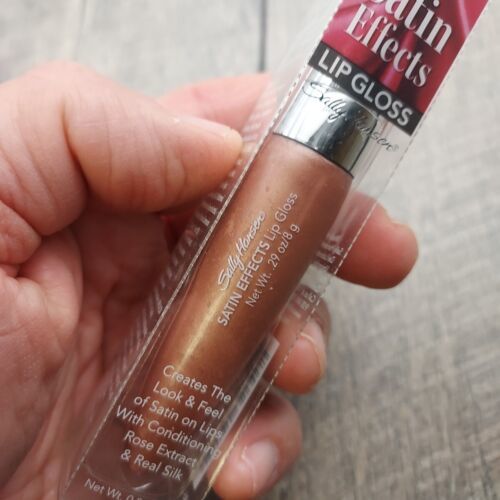 Satin
Effects
LIP GLOSS
Sally Hansen®
Sally Hansen
SATIN EFFECTS Lip Gloss
Net Wt. .29 oz/8 g
Creates The
Look & Feel
of Satin on Lips
With Conditioning
Rose Extract
& Real Silk
Net Wt.